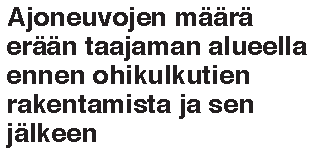 Ajoneuvojen määrä
erään taajaman alueella
ennen ohikulkutien
rakentamista ja sen
jälkeen